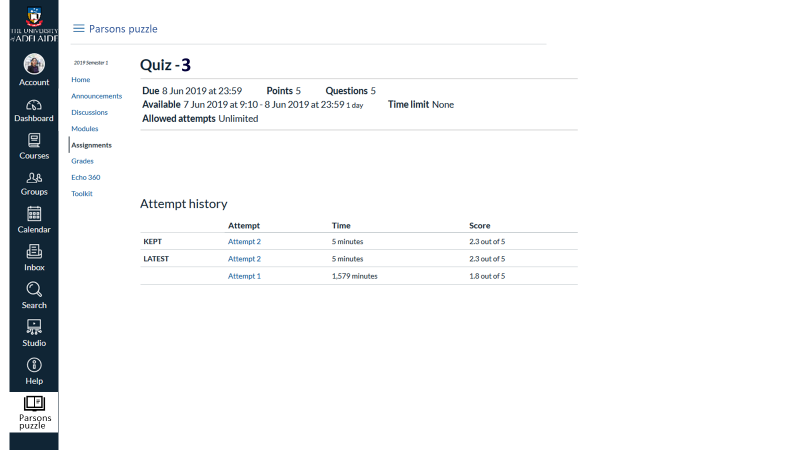 THE UNIVERSITY
of ADELAIDE
Account
Dashboard
Courses
Groups
Calendar
Inbox
Search
Studio
Help
Parsons
puzzle
Parsons puzzle
2019 Semester 1
Home
Announcements
Discussions
Modules
Assignments
Grades
Echo 360
Toolkit
Quiz - 3
Due 8 Jun 2019 at 23:59 Points 5 Questions 5
Available 7 Jun 2019 at 9:10 - 8 Jun 2019 at 23:59 1 day Time limit None
Allowed attempts Unlimited
Attempt history
Attempt Time Score
KEPT Attempt 2 5 minutes 2.3 out of 5
LATEST Attempt 2 5 minutes 2.3 out of 5
Attempt 1 1,579 minutes 1.8 out of 5